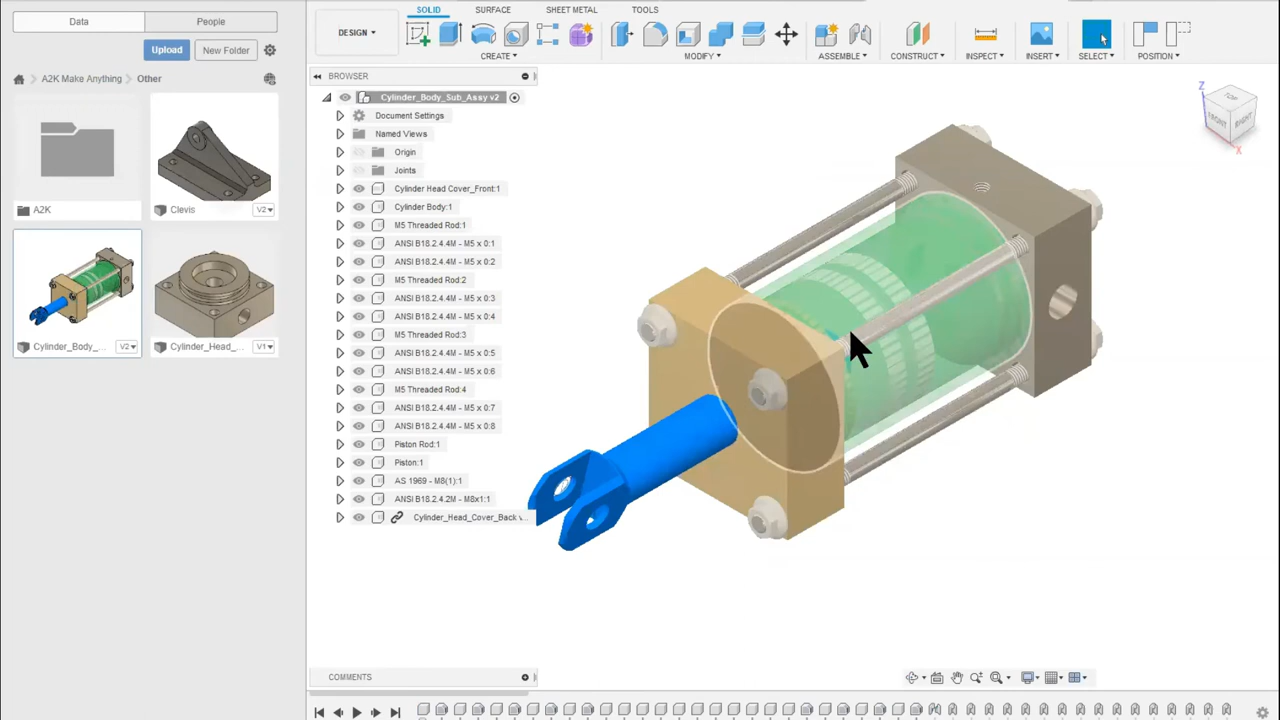 Data
People
Upload
New Folder
A2K Make Anything
Other
A2K
Clevis
V2
Cylinder_Body_...
V2
Cylinder_Head_...
V1
DESIGN
SOLID
SURFACE
SHEET METAL
TOOLS
CREATE
MODIFY
ASSEMBLE
CONSTRUCT
INSPECT
INSERT
SELECT
POSITION
BROWSER
Cylinder_Body_Sub_Assy v2
Document Settings
Named Views
Origin
Joints
Cylinder Head Cover_Front:1
Cylinder Body:1
M5 Threaded Rod:1
ANSI B18.2.4.4M - M5 x 0:1
ANSI B18.2.4.4M - M5 x 0:2
M5 Threaded Rod:2
ANSI B18.2.4.4M - M5 x 0:3
ANSI B18.2.4.4M - M5 x 0:4
M5 Threaded Rod:3
ANSI B18.2.4.4M - M5 x 0:5
ANSI B18.2.4.4M - M5 x 0:6
M5 Threaded Rod:4
ANSI B18.2.4.4M - M5 x 0:7
ANSI B18.2.4.4M - M5 x 0:8
Piston Rod:1
Piston:1
AS 1969 - M8(1):1
ANSI B18.2.4.2M - M8x1:1
Cylinder_Head_Cover_Back v...
Z
TOP
FRONT
RIGHT
X
COMMENTS